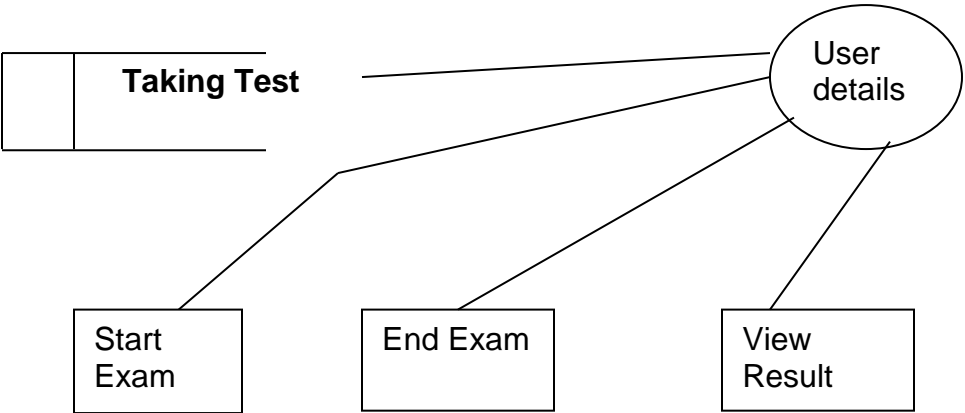 Taking Test
User
details
Start
Exam
End Exam
View
Result